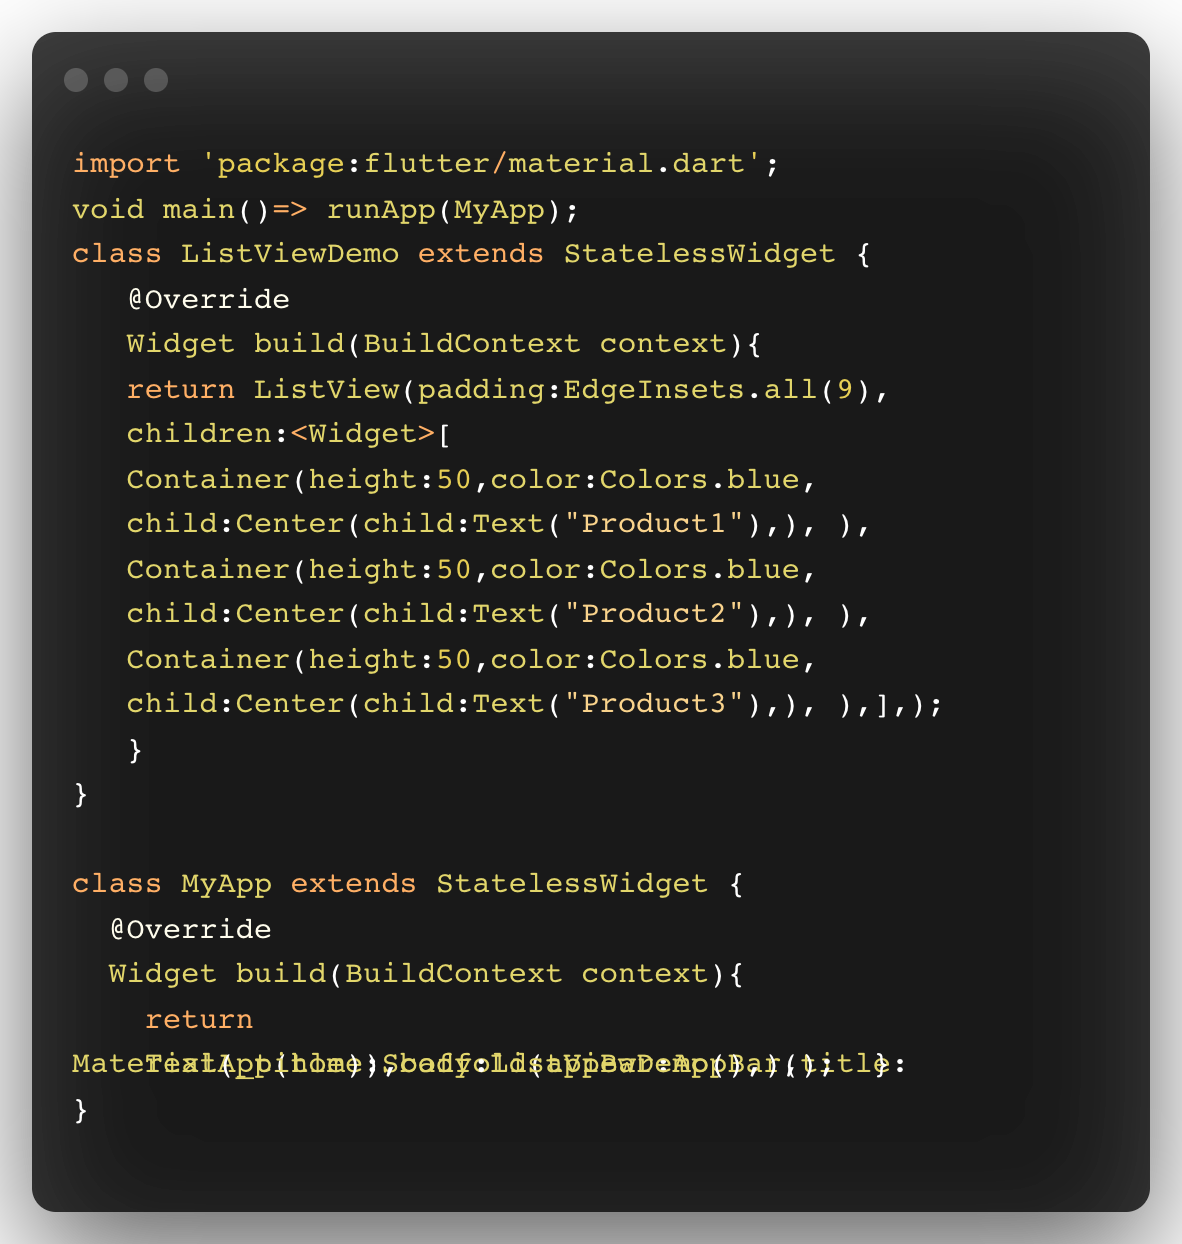 import 'package:flutter/material.dart';
void main()=> runApp(MyApp);
class ListViewDemo extends StatelessWidget {
@Override
Widget build(BuildContext context){
return ListView(padding:EdgeInsets.all(9),
children:<Widget>[
Container(height:50,color:Colors.blue,
child:Center(child:Text("Product1"),), ),
Container(height:50,color:Colors.blue,
child:Center(child:Text("Product2"),), ),
Container(height:50,color:Colors.blue,
child:Center(child:Text("Product3"),), ),],);
}
}
class MyApp extends StatelessWidget {
@Override
Widget build(BuildContext context){
return
}